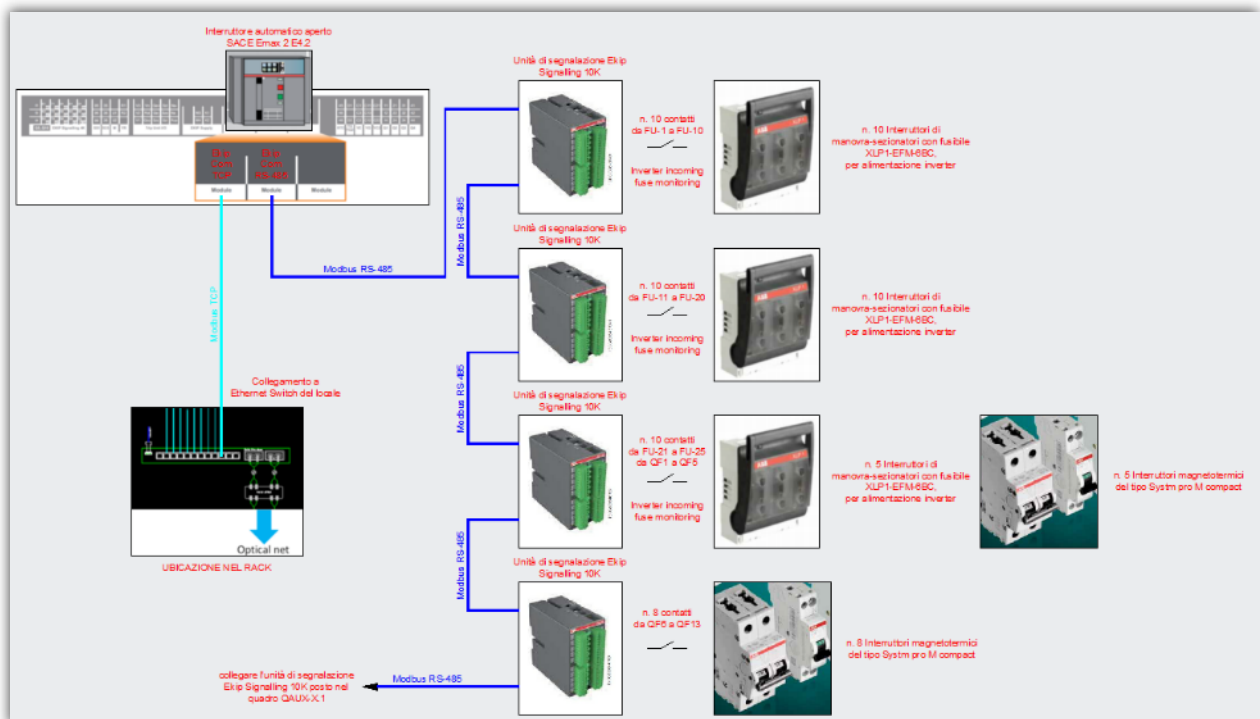 Interruttore automatico aperto
SACE Emax 2 E4.2
Ekip
Com
TCP
Ekip
Com
RS-485
Module
Module
Module
Modbus TCP
Modbus RS-485
Collegamento a
Ethernet Switch del locale
Optical net
UBICAZIONE NEL RACK
Unità di segnalazione Ekip
Signalling 10K
n. 10 contatti
da FU-1 a FU-10
Inverter incoming
fuse monitoring
ABB
XLP1
n. 10 Interruttori di
manovra-sezionatori con fusibile
XLP1-EFM-6BC,
per alimentazione inverter
Modbus RS-485
Unità di segnalazione Ekip
Signalling 10K
n. 10 contatti
da FU-11 a FU-20
Inverter incoming
fuse monitoring
ABB
XLP1
n. 10 Interruttori di
manovra-sezionatori con fusibile
XLP1-EFM-6BC,
per alimentazione inverter
Modbus RS-485
Unità di segnalazione Ekip
Signalling 10K
n. 10 contatti
da FU-21 a FU-25
da QF1 a QF5
Inverter incoming
fuse monitoring
ABB
XLP1
n. 5 Interruttori di
manovra-sezionatori con fusibile
XLP1-EFM-6BC,
per alimentazione inverter
n. 5 Interruttori magnetotermici
del tipo Systm pro M compact
Modbus RS-485
Unità di segnalazione Ekip
Signalling 10K
n. 8 contatti
da QF6 a QF13
n. 8 Interruttori magnetotermici
del tipo Systm pro M compact
Modbus RS-485
collegare l'unità di segnalazione
Ekip Signalling 10K posto nel
quadro QAUX-X.1